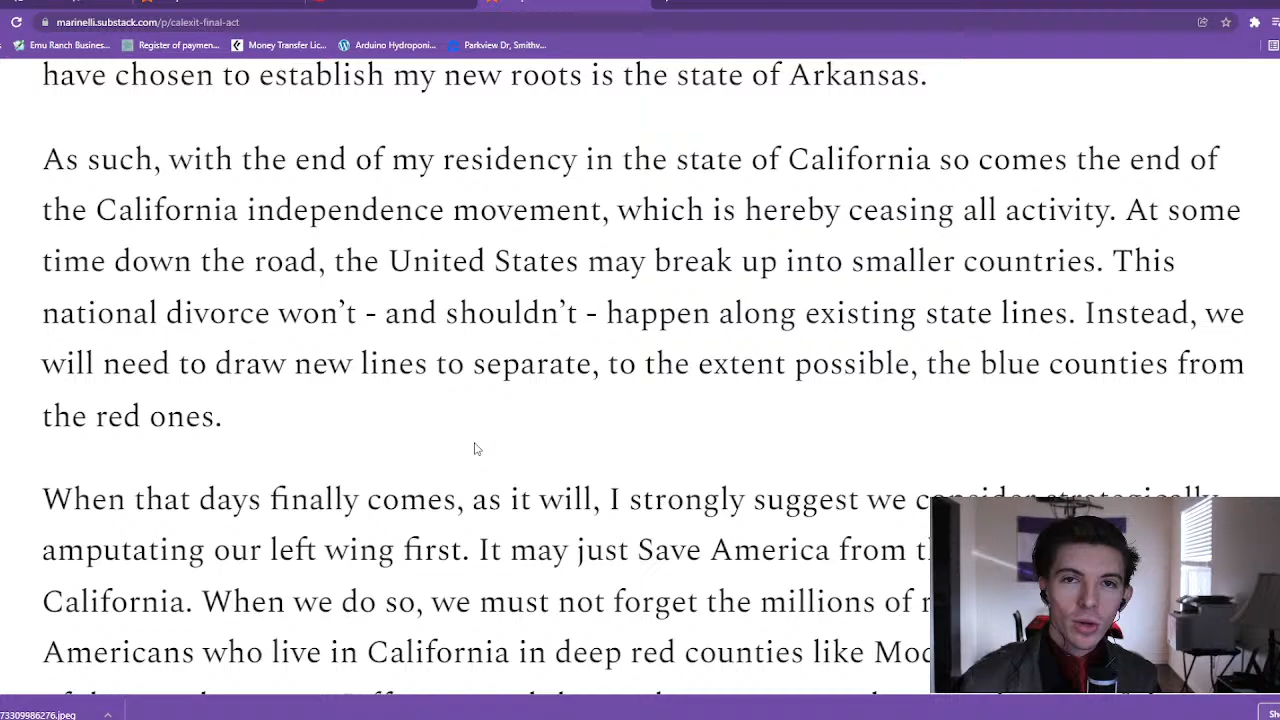 marinelli.substack.com/p/calexit-final-act
Emu Ranch Busines... Register of paymen... Money Transfer Lic... Arduino Hydroponi... Parkview Dr, Smithv...
have chosen to establish my new roots is the state of Arkansas.
As such, with the end of my residency in the state of California so comes the end of
the California independence movement, which is hereby ceasing all activity. At some
time down the road, the United States may break up into smaller countries. This
national divorce won’t - and shouldn’t - happen along existing state lines. Instead, we
will need to draw new lines to separate, to the extent possible, the blue counties from
the red ones.
When that days finally comes, as it will, I strongly suggest we consider strategically
amputating our left wing first. It may just Save America from
California. When we do so, we must not forget the millions of
Americans who live in California in deep red counties like
73309986276.jpeg